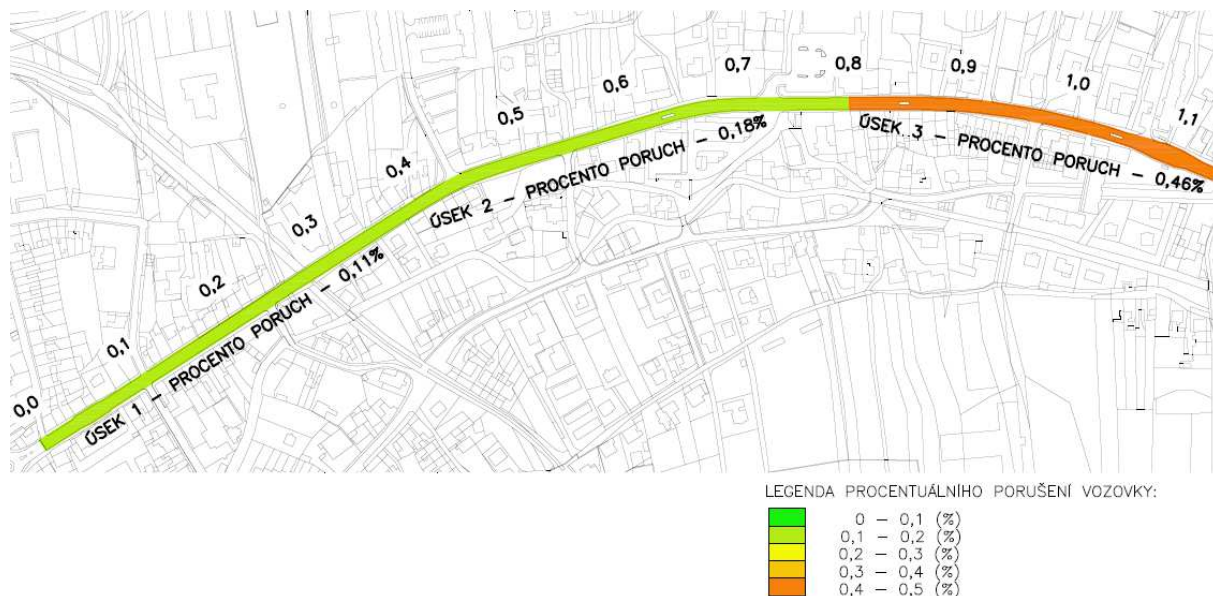 0,0
0,1
0,2
0,3
0,4
0,5
0,6
0,7
0,8
0,9
1,0
1,1
ÚSEK 1 – PROCENTO PORUCH – 0,11%
ÚSEK 2 – PROCENTO PORUCH – 0,18%
ÚSEK 3 – PROCENTO PORUCH – 0,46%
LEGENDA PROCENTUÁLNÍHO PORUŠENÍ VOZOVKY:
0 – 0,1 (%)
0,1 – 0,2 (%)
0,2 – 0,3 (%)
0,3 – 0,4 (%)
0,4 – 0,5 (%)